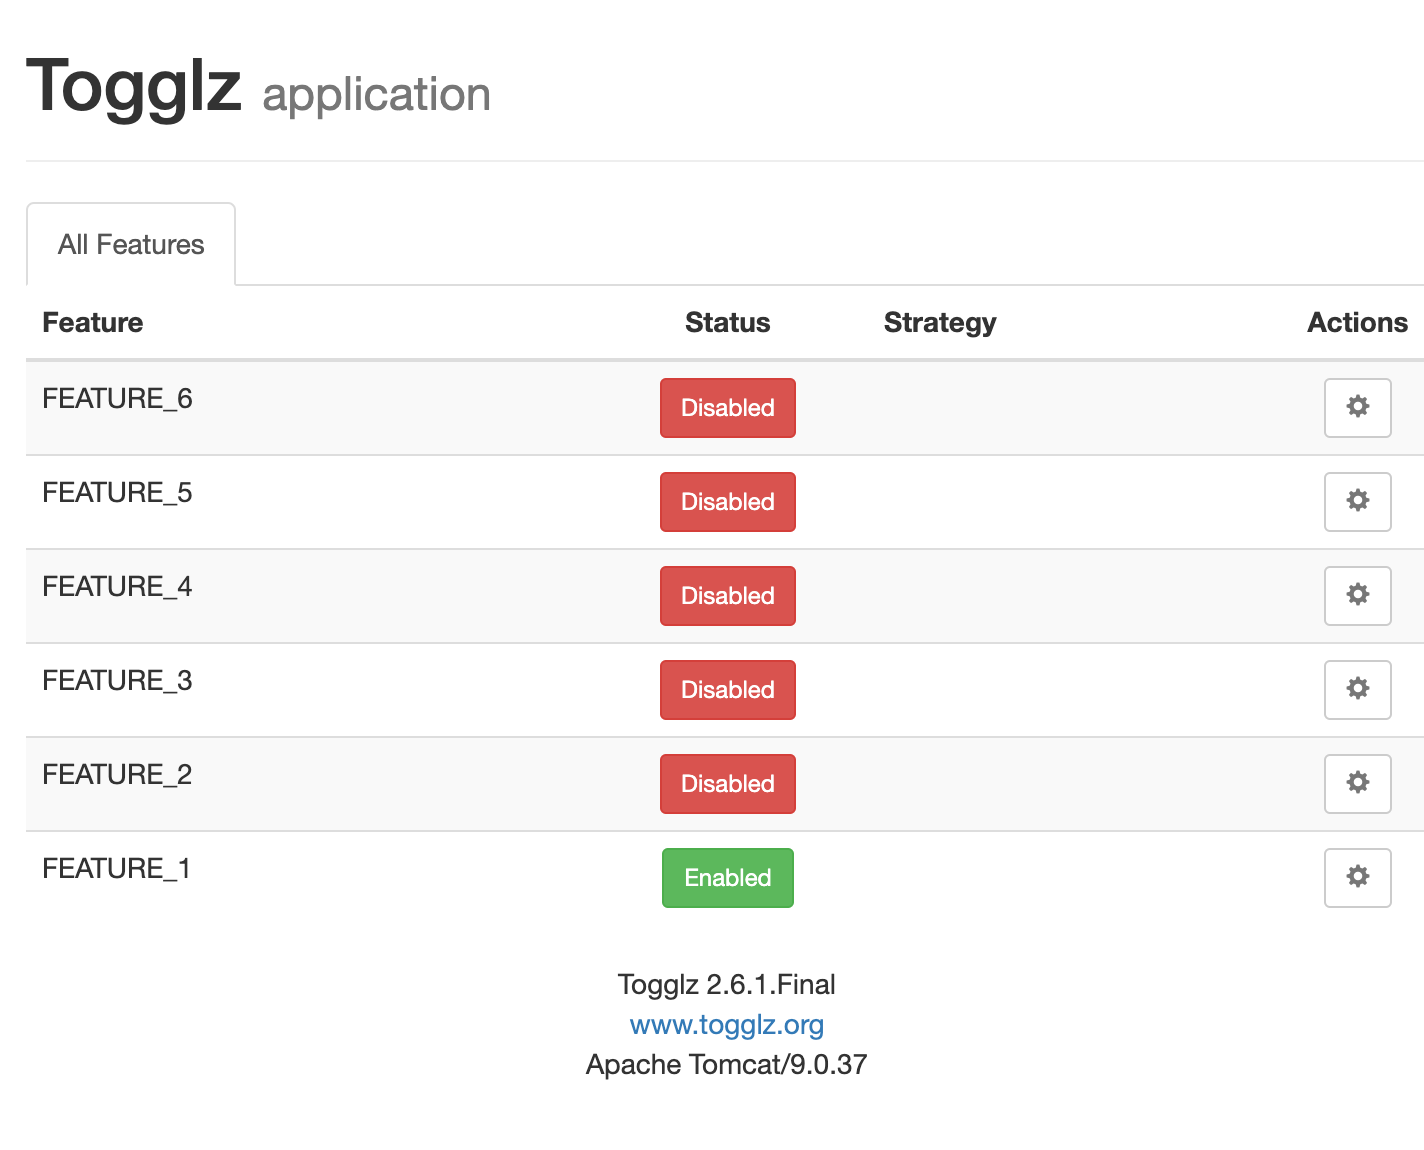 Togglz application
All Features
Feature Status Strategy Actions
FEATURE_6 Disabled
FEATURE_5 Disabled
FEATURE_4 Disabled
FEATURE_3 Disabled
FEATURE_2 Disabled
FEATURE_1 Enabled
Togglz 2.6.1.Final
www.togglz.org
Apache Tomcat/9.0.37